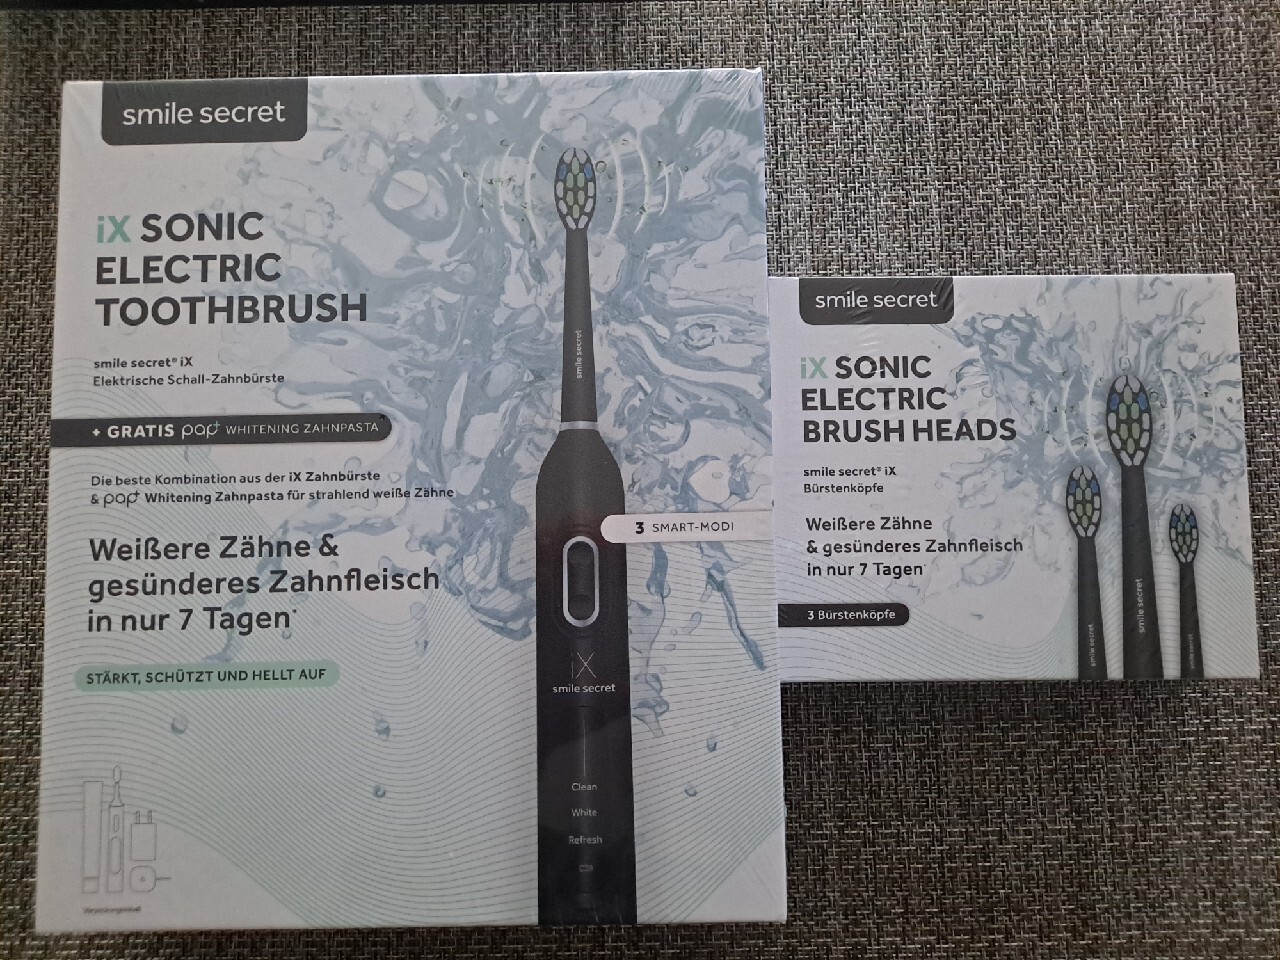 smile secret
iX SONIC
ELECTRIC
TOOTHBRUSH
smile secret® iX
Elektrische Schall-Zahnbürste
+ GRATIS pap+ WHITENING ZAHNPASTA*
Die beste Kombination aus der iX Zahnbürste
& pap+ Whitening Zahnpasta für strahlend weiße Zähne
Weißere Zähne &
gesünderes Zahnfleisch
in nur 7 Tagen*
STÄRKT, SCHÜTZT UND HELLT AUF
smile secret
3 SMART-MODI
iX
smile secret
Clean
White
Refresh
smile secret
iX SONIC
ELECTRIC
BRUSH HEADS
smile secret® iX
Bürstenköpfe
Weißere Zähne
& gesünderes Zahnfleisch
in nur 7 Tagen*
3 Bürstenköpfe
smile secret
smile secret
smile secret